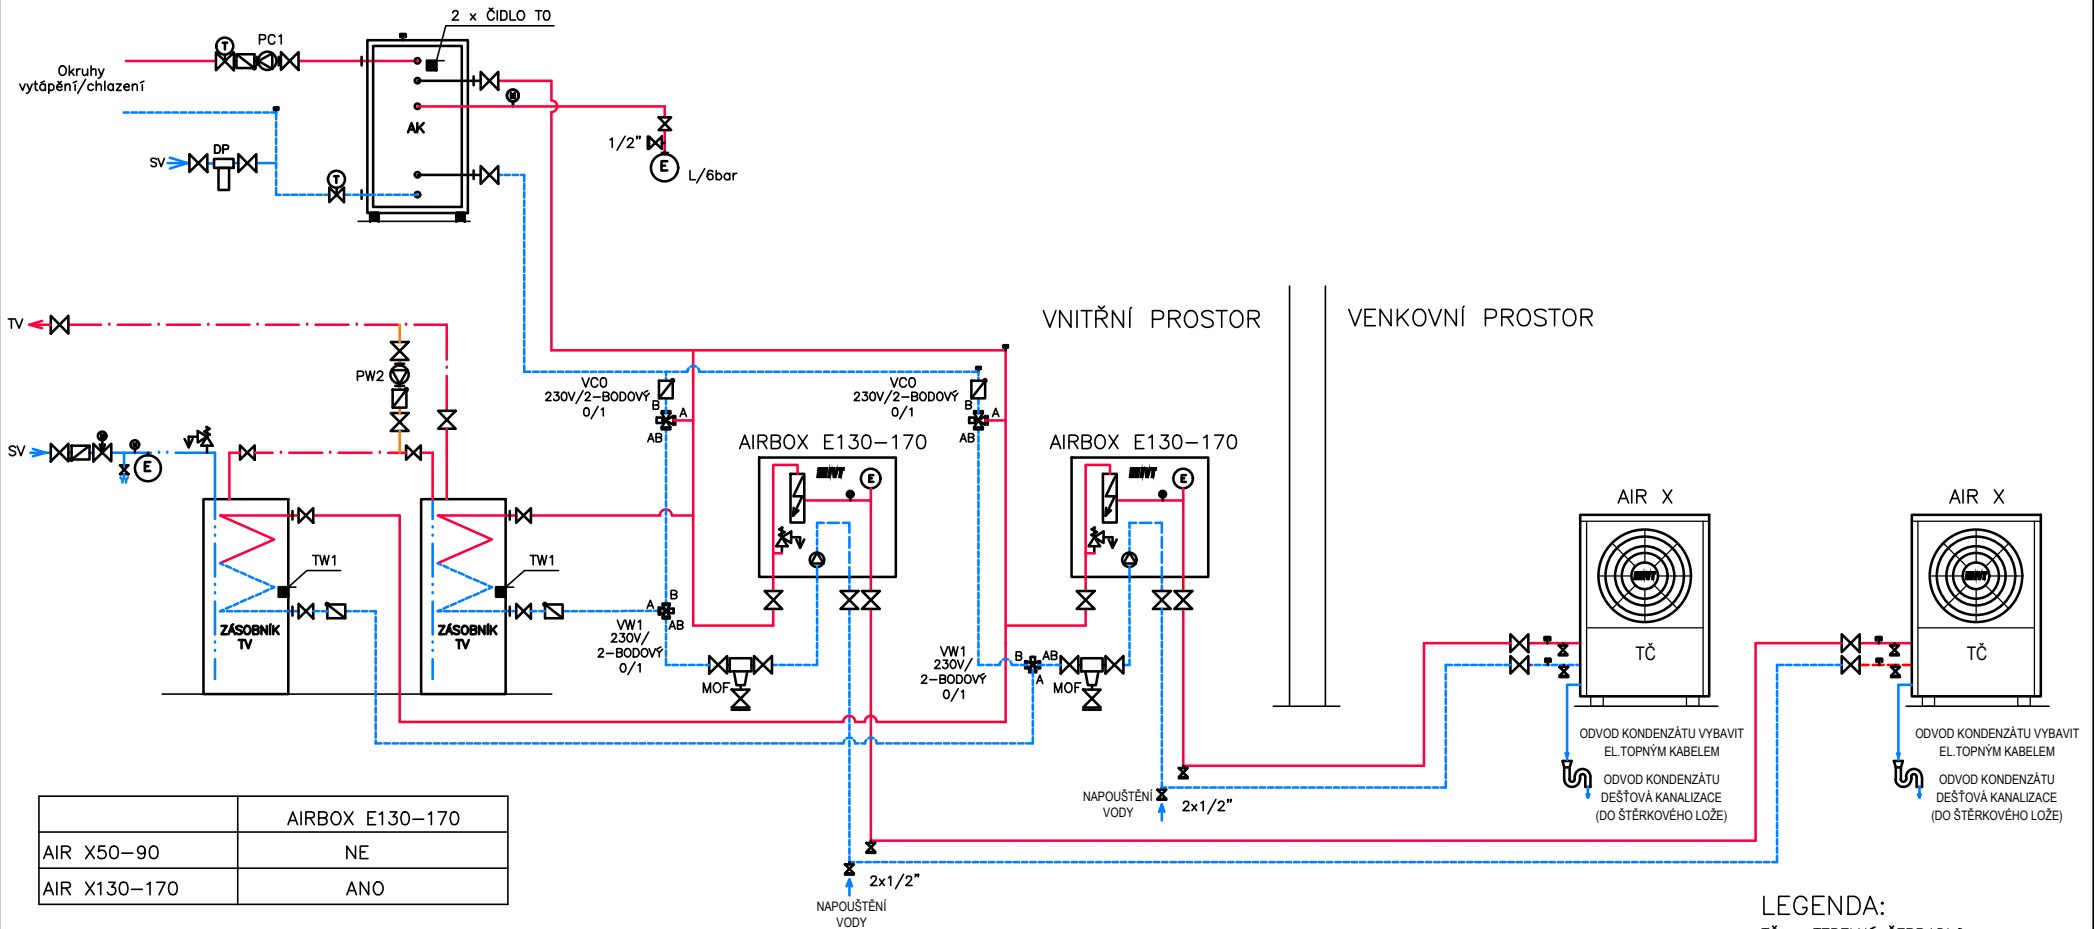 2 x ČIDLO TO
PC1
T
Okruhy
vytápění/chlazení
M
AK
1/2"
E
L/6bar
SV
DP
T
VNITŘNÍ PROSTOR
VENKOVNÍ PROSTOR
TV
PW2
VCO
230V/2-BODOVÝ
0/1
B
A
AB
VCO
230V/2-BODOVÝ
0/1
B
A
AB
SV
E
AIRBOX E130-170
E
AIRBOX E130-170
E
AIR X
AIR X
TW1
TW1
ZÁSOBNÍK
TV
ZÁSOBNÍK
TV
A
B
AB
VW1
230V/
2-BODOVÝ
0/1
MOF
VW1
230V/
2-BODOVÝ
0/1
B
AB
A
MOF
TČ
TČ
ODVOD KONDENZÁTU VYBAVIT
EL.TOPNÝM KABELEM
ODVOD KONDENZÁTU
DEŠŤOVÁ KANALIZACE
(DO ŠTĚRKOVÉHO LOŽE)
ODVOD KONDENZÁTU VYBAVIT
EL.TOPNÝM KABELEM
ODVOD KONDENZÁTU
DEŠŤOVÁ KANALIZACE
(DO ŠTĚRKOVÉHO LOŽE)
NAPOUŠTĚNÍ
VODY
2x1/2"
AIRBOX E130-170
AIR X50-90 NE
AIR X130-170 ANO
2x1/2"
NAPOUŠTĚNÍ
VODY
LEGENDA: